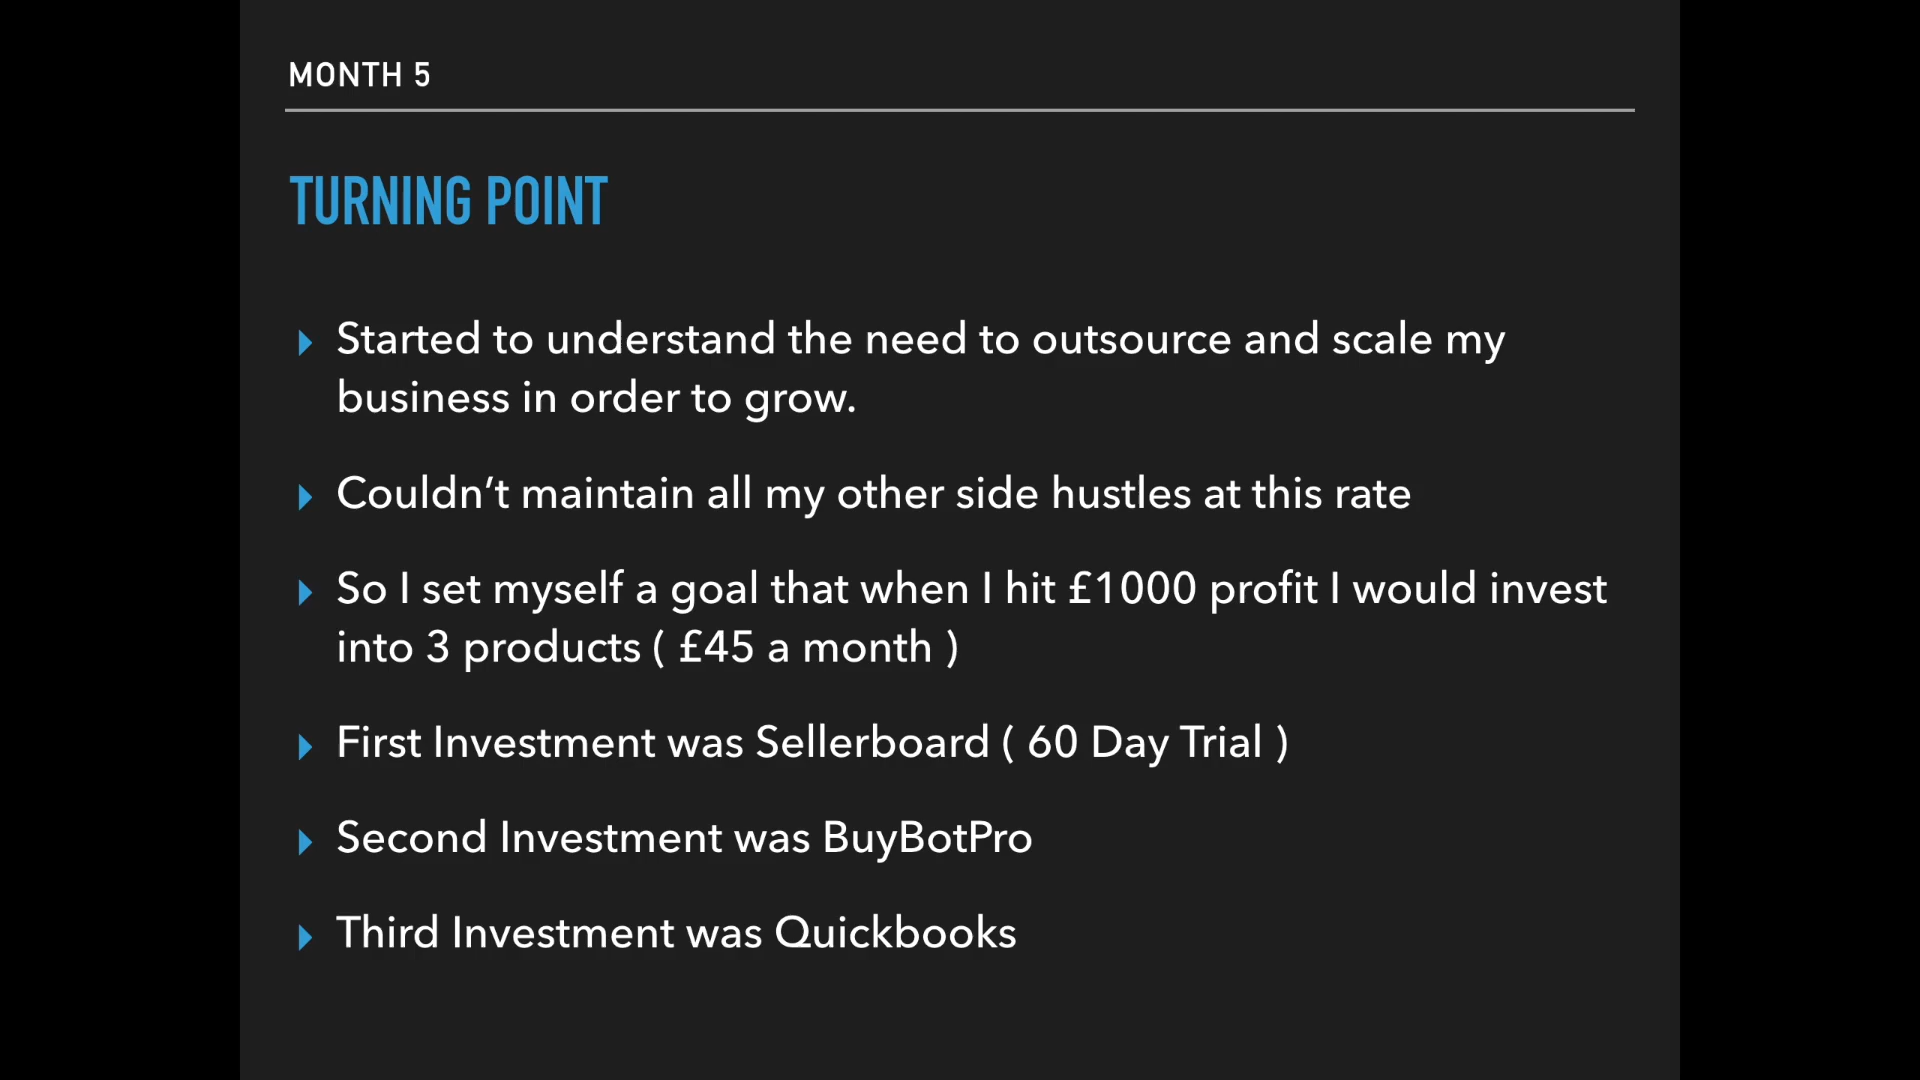 MONTH 5
TURNING POINT
Started to understand the need to outsource and scale my
business in order to grow.
Couldn’t maintain all my other side hustles at this rate
So I set myself a goal that when I hit £1000 profit I would invest
into 3 products ( £45 a month )
First Investment was Sellerboard ( 60 Day Trial )
Second Investment was BuyBotPro
Third Investment was Quickbooks